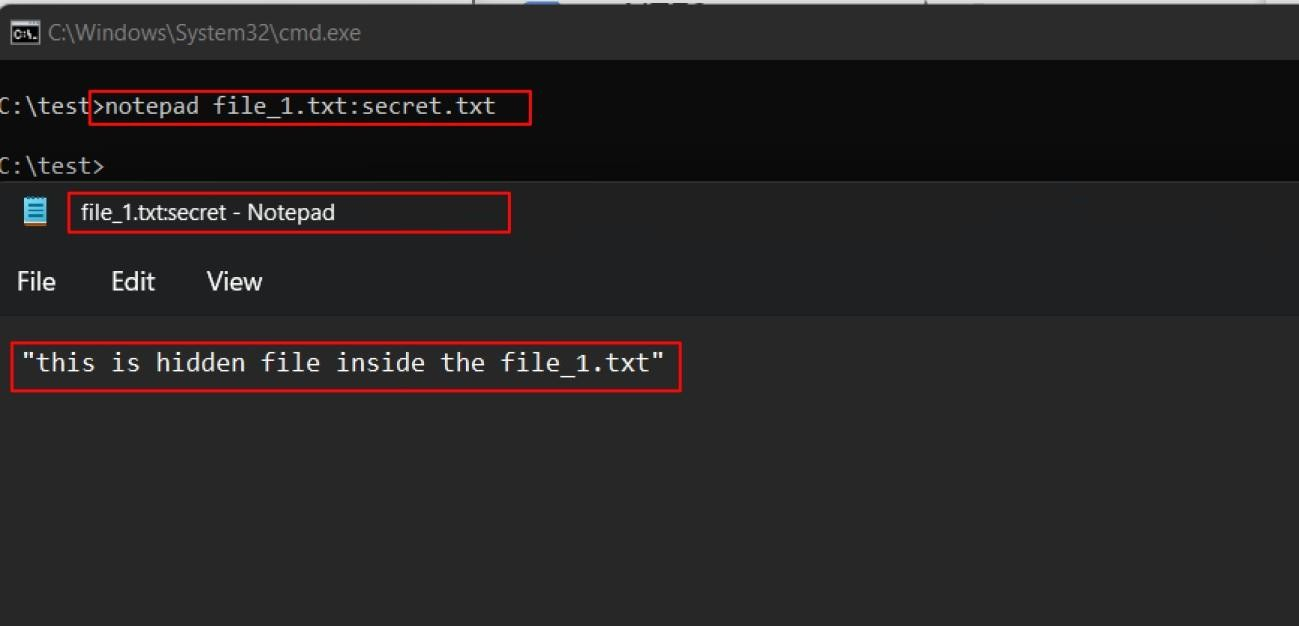 C:\Windows\System32\cmd.exe
C:\test>notepad file_1.txt:secret.txt
C:\test>
file_1.txt:secret - Notepad
File Edit View
"this is hidden file inside the file_1.txt"